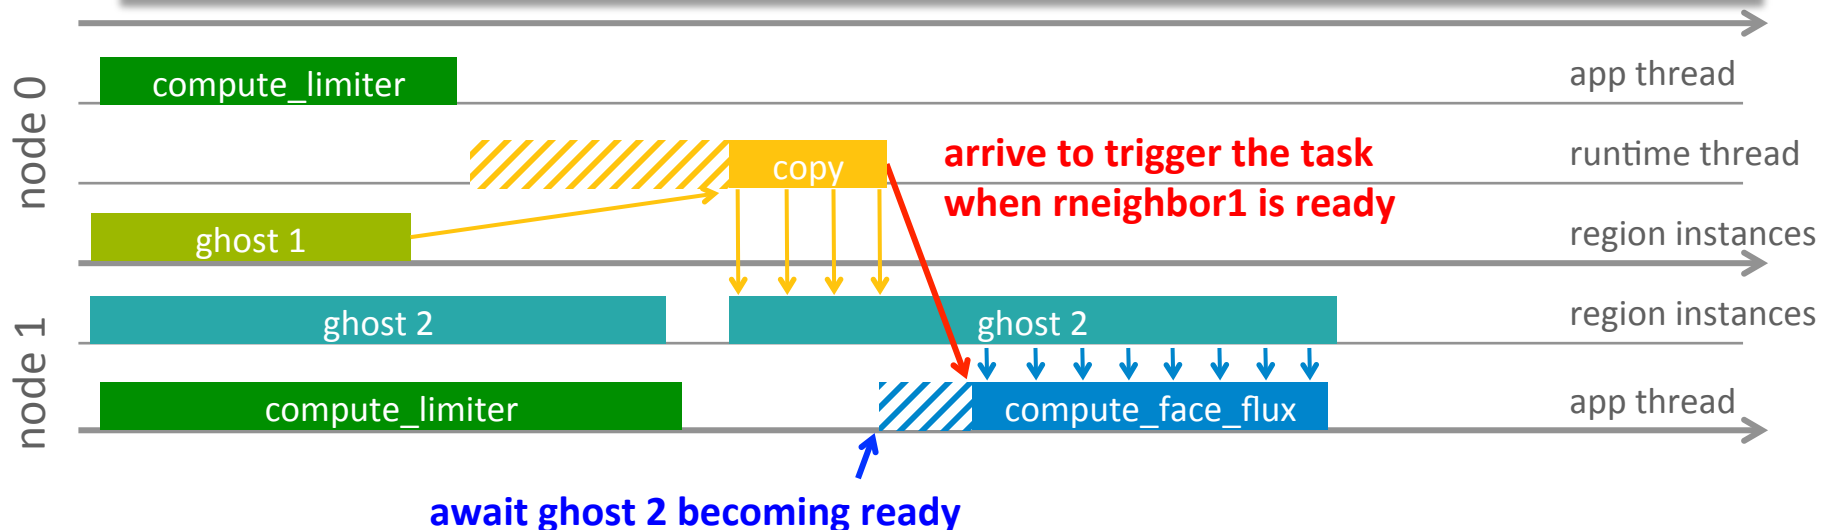 node 0
compute_limiter
app thread
copy
arrive to trigger the task
when rneighbor1 is ready
runtime thread
ghost 1
region instances
node 1
ghost 2
ghost 2
region instances
compute_limiter
compute_face_flux
app thread
await ghost 2 becoming ready